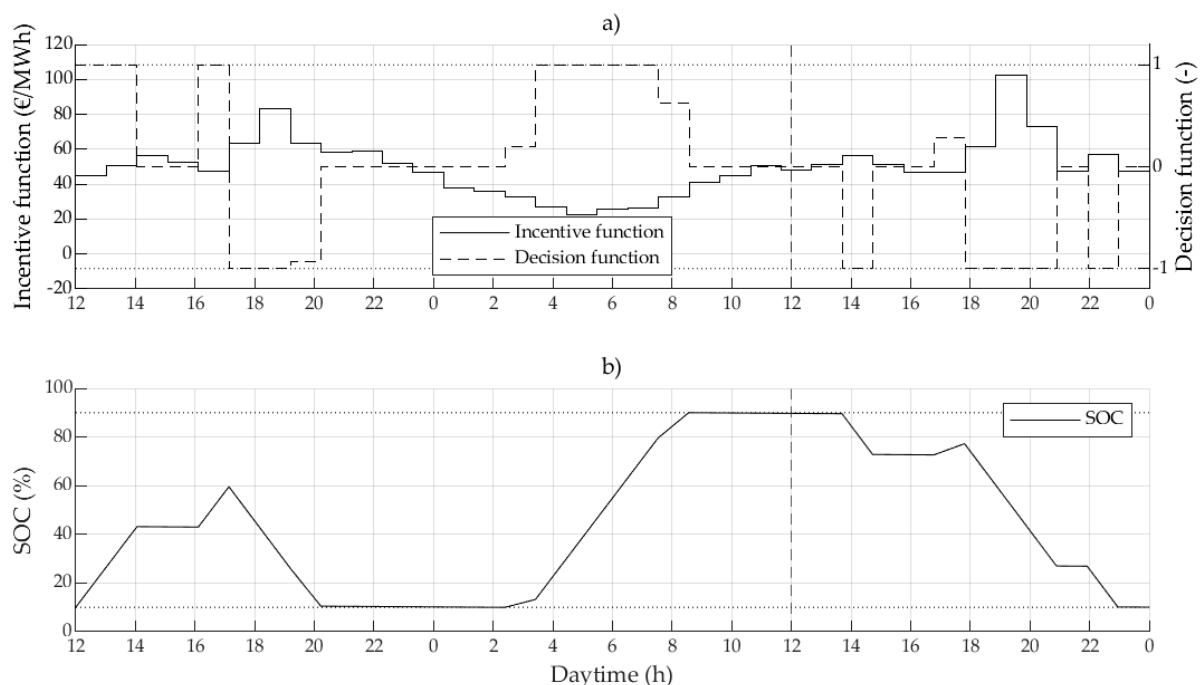 a)
Incentive function (€/MWh)
120
100
80
60
40
20
0
-20
1
0
-1
Decision function (-)
Incentive function
Decision function
12 14 16 18 20 22 0 2 4 6 8 10 12 14 16 18 20 22 0
b)
SOC (%)
100
80
60
40
20
0
SOC
12 14 16 18 20 22 0 2 4 6 8 10 12 14 16 18 20 22 0
Daytime (h)